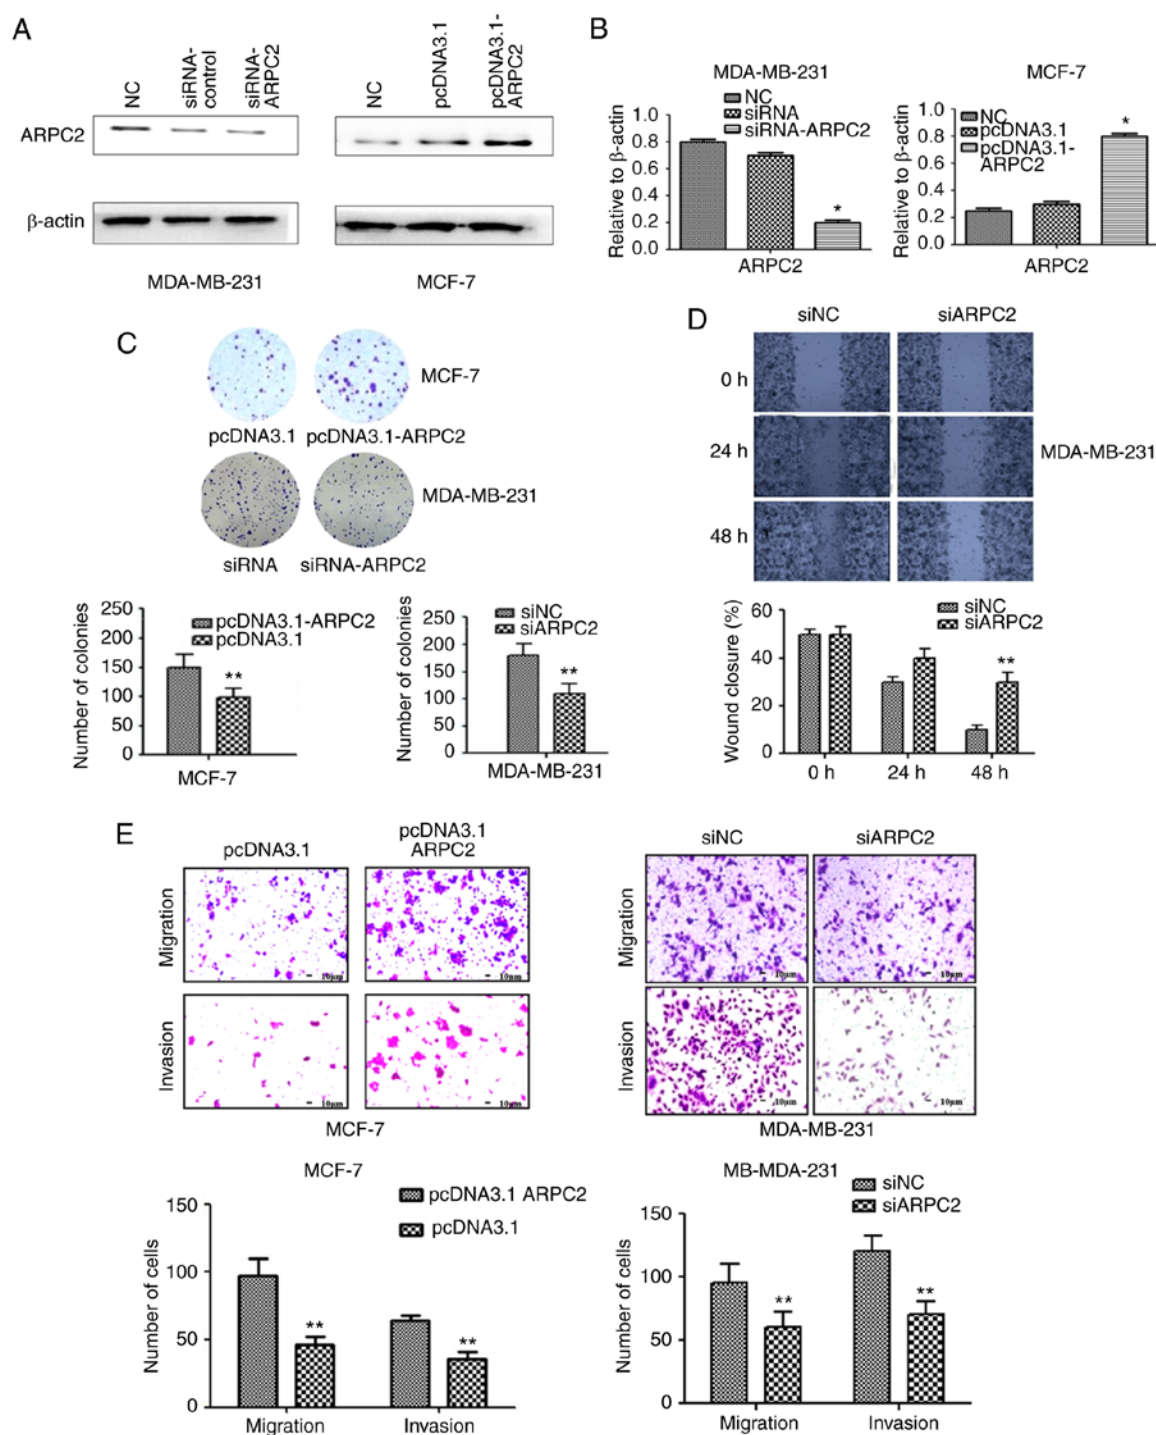 A
NC
siRNA-
control
siRNA-
ARPC2
NC
pcDNA3.1
pcDNA3.1-
ARPC2
ARPC2
β-actin
MDA-MB-231
MCF-7
B
MDA-MB-231
NC
siRNA
siRNA-ARPC2
Relative to β-actin
1.0
0.8
0.6
0.4
0.2
0.0
*
ARPC2
MCF-7
NC
pcDNA3.1
pcDNA3.1-
ARPC2
Relative to β-actin
1.0
0.8
0.6
0.4
0.2
0.0
*
ARPC2
C
MCF-7
pcDNA3.1
pcDNA3.1-ARPC2
MDA-MB-231
siRNA
siRNA-ARPC2
Number of colonies
250
200
150
100
50
0
pcDNA3.1-ARPC2
pcDNA3.1
**
MCF-7
Number of colonies
250
200
150
100
50
0
siNC
siARPC2
**
MDA-MB-231
D
siNC
siARPC2
0 h
24 h
48 h
MDA-MB-231
Wound closure (%)
60
40
20
0
siNC
siARPC2
**
0 h
24 h
48 h
E
pcDNA3.1
pcDNA3.1
ARPC2
Migration
10μm
10μm
Invasion
10μm
10μm
MCF-7
siNC
siARPC2
Migration
10μm
10μm
Invasion
10μm
10μm
MDA-MB-231
MCF-7
pcDNA3.1 ARPC2
pcDNA3.1
Number of cells
150
100
50
0
**
**
Migration
Invasion
MB-MDA-231
siNC
siARPC2
Number of cells
150
100
50
0
**
**
Migration
Invasion